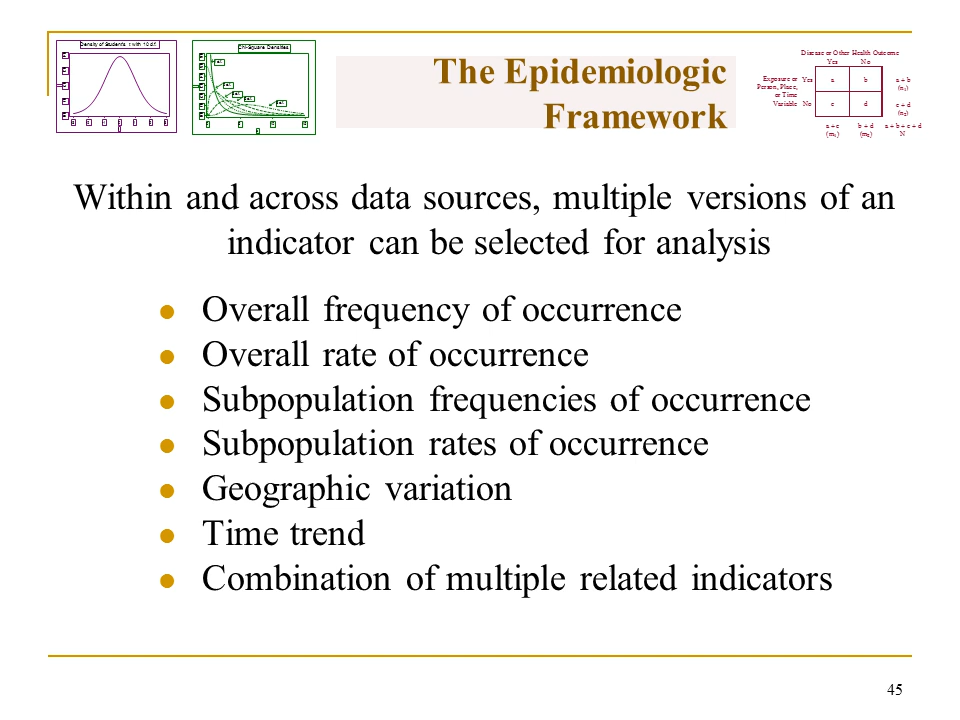 Density of Students t with 10 d.f.
Chi-Square Densities
The Epidemiologic
Framework
Disease or Other Health Outcome
Yes No
Exposure or
Person, Place,
or Time
Variable
Yes a b a + b
(n₁)
No c d c + d
(n₂)
a + c b + d a + b + c + d
(m₁) (m₂) N
Within and across data sources, multiple versions of an
indicator can be selected for analysis
● Overall frequency of occurrence
● Overall rate of occurrence
● Subpopulation frequencies of occurrence
● Subpopulation rates of occurrence
● Geographic variation
● Time trend
● Combination of multiple related indicators
45